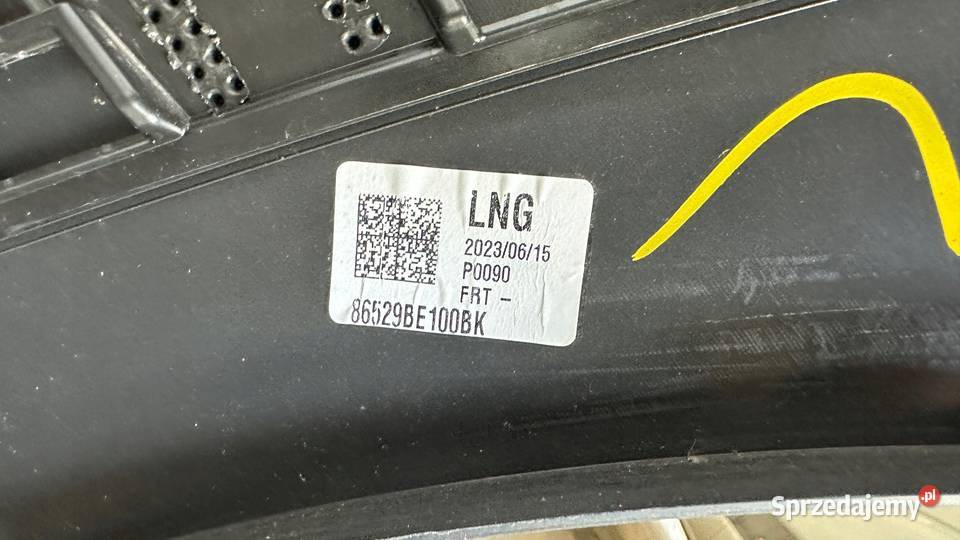 LNG
2023/06/15
P0090
FRT -
86529BE100BK
Sprzedajemy.pl